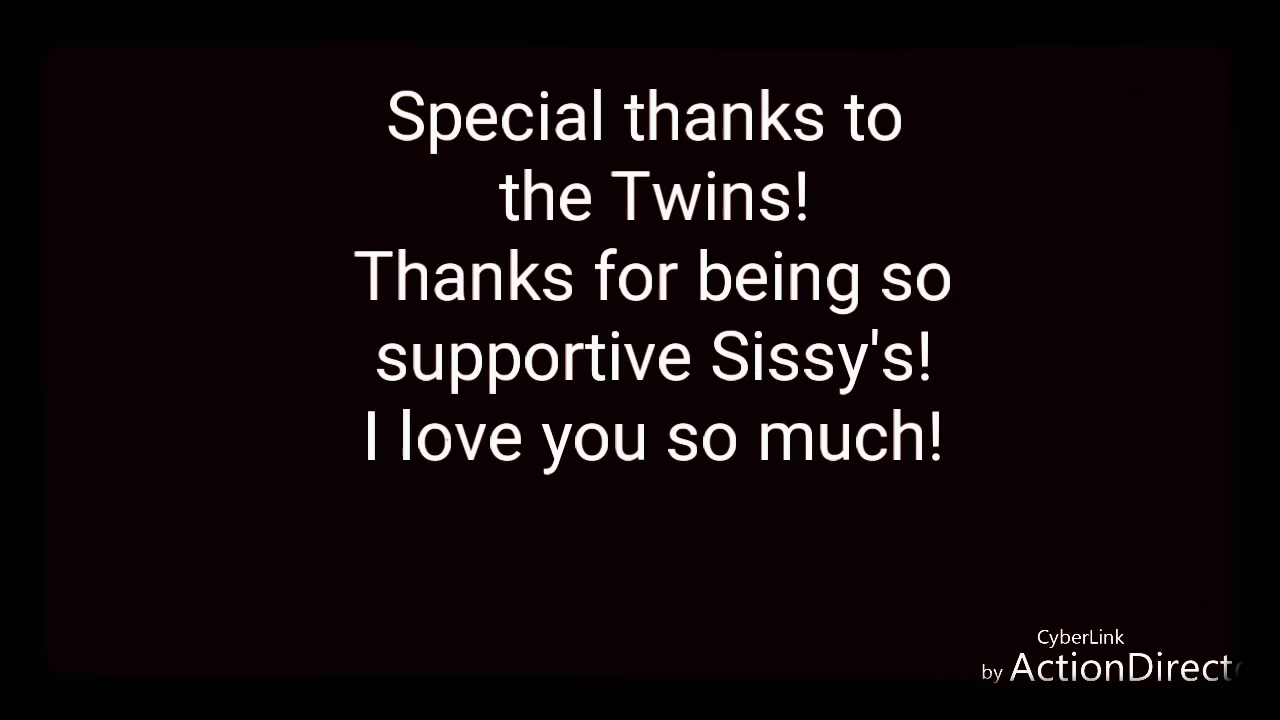 Special thanks to
the Twins!
Thanks for being so
supportive Sissy's!
I love you so much!
CyberLink
by ActionDirect